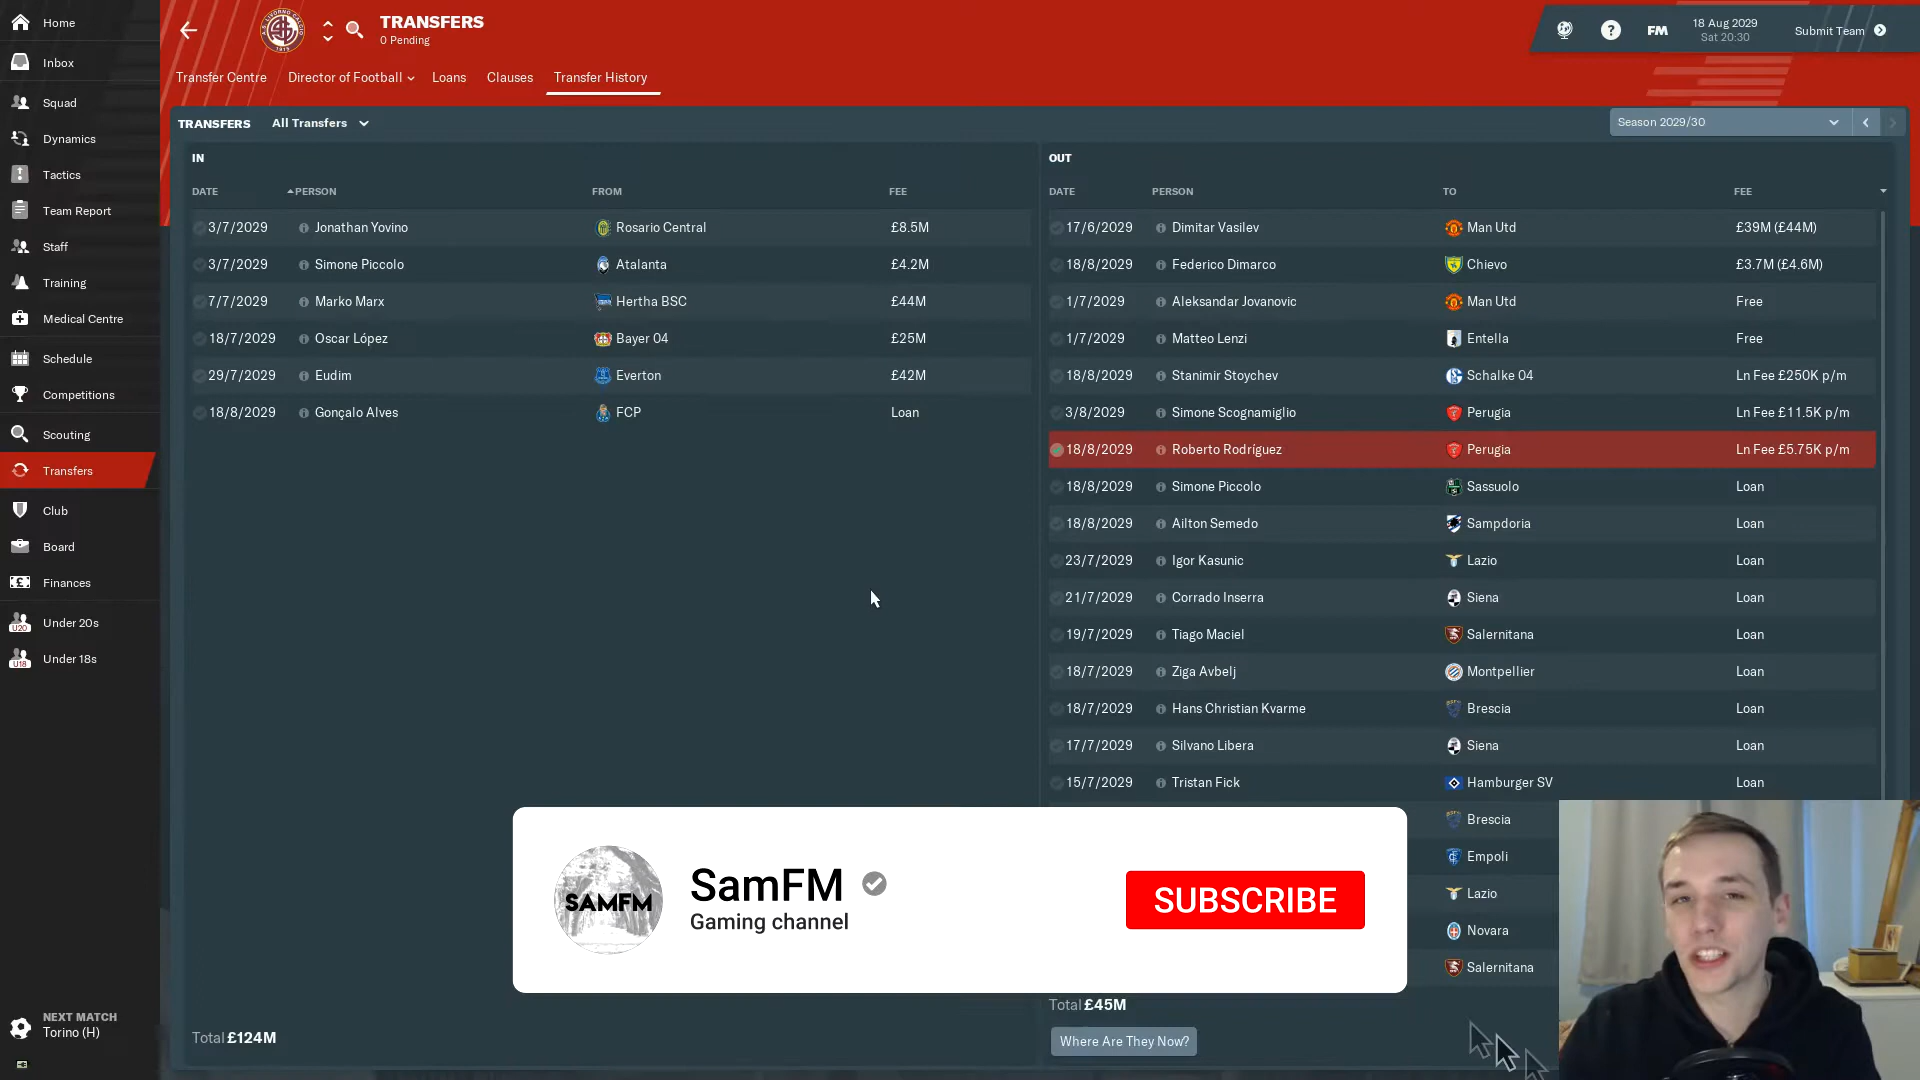 Home
Inbox
Squad
Dynamics
Tactics
Team Report
Staff
Training
Medical Centre
Schedule
Competitions
Scouting
Transfers
Club
Board
Finances
U20 Under 20s
U18 Under 18s
NEXT MATCH
Torino (H)
TRANSFERS
0 Pending
FM
18 Aug 2029
Sat 20:30
Submit Team
Transfer Centre Director of Football Loans Clauses Transfer History
TRANSFERS All Transfers
Season 2029/30
IN
DATE PERSON FROM FEE
3/7/2029 Jonathan Yovino Rosario Central £8.5M
3/7/2029 Simone Piccolo Atalanta £4.2M
7/7/2029 Marko Marx Hertha BSC £44M
18/7/2029 Oscar López Bayer 04 £25M
29/7/2029 Eudim Everton £42M
18/8/2029 Gonçalo Alves FCP Loan
Total £124M
OUT
DATE PERSON TO FEE
17/6/2029 Dimitar Vasilev Man Utd £39M (£44M)
18/8/2029 Federico Dimarco Chievo £3.7M (£4.6M)
1/7/2029 Aleksandar Jovanovic Man Utd Free
1/7/2029 Matteo Lenzi Entella Free
18/8/2029 Stanimir Stoychev Schalke 04 Ln Fee £250K p/m
3/8/2029 Simone Scognamiglio Perugia Ln Fee £11.5K p/m
18/8/2029 Roberto Rodríguez Perugia Ln Fee £5.75K p/m
18/8/2029 Simone Piccolo Sassuolo Loan
18/8/2029 Ailton Semedo Sampdoria Loan
23/7/2029 Igor Kasunic Lazio Loan
21/7/2029 Corrado Inserra Siena Loan
19/7/2029 Tiago Maciel Salernitana Loan
18/7/2029 Ziga Avbelj Montpellier Loan
18/7/2029 Hans Christian Kvarme Brescia Loan
17/7/2029 Silvano Libera Siena Loan
15/7/2029 Tristan Fick Hamburger SV Loan
Brescia
Empoli
Lazio
Novara
Salernitana
Total £45M
Where Are They Now?
SAMFM
SamFM
Gaming channel
SUBSCRIBE